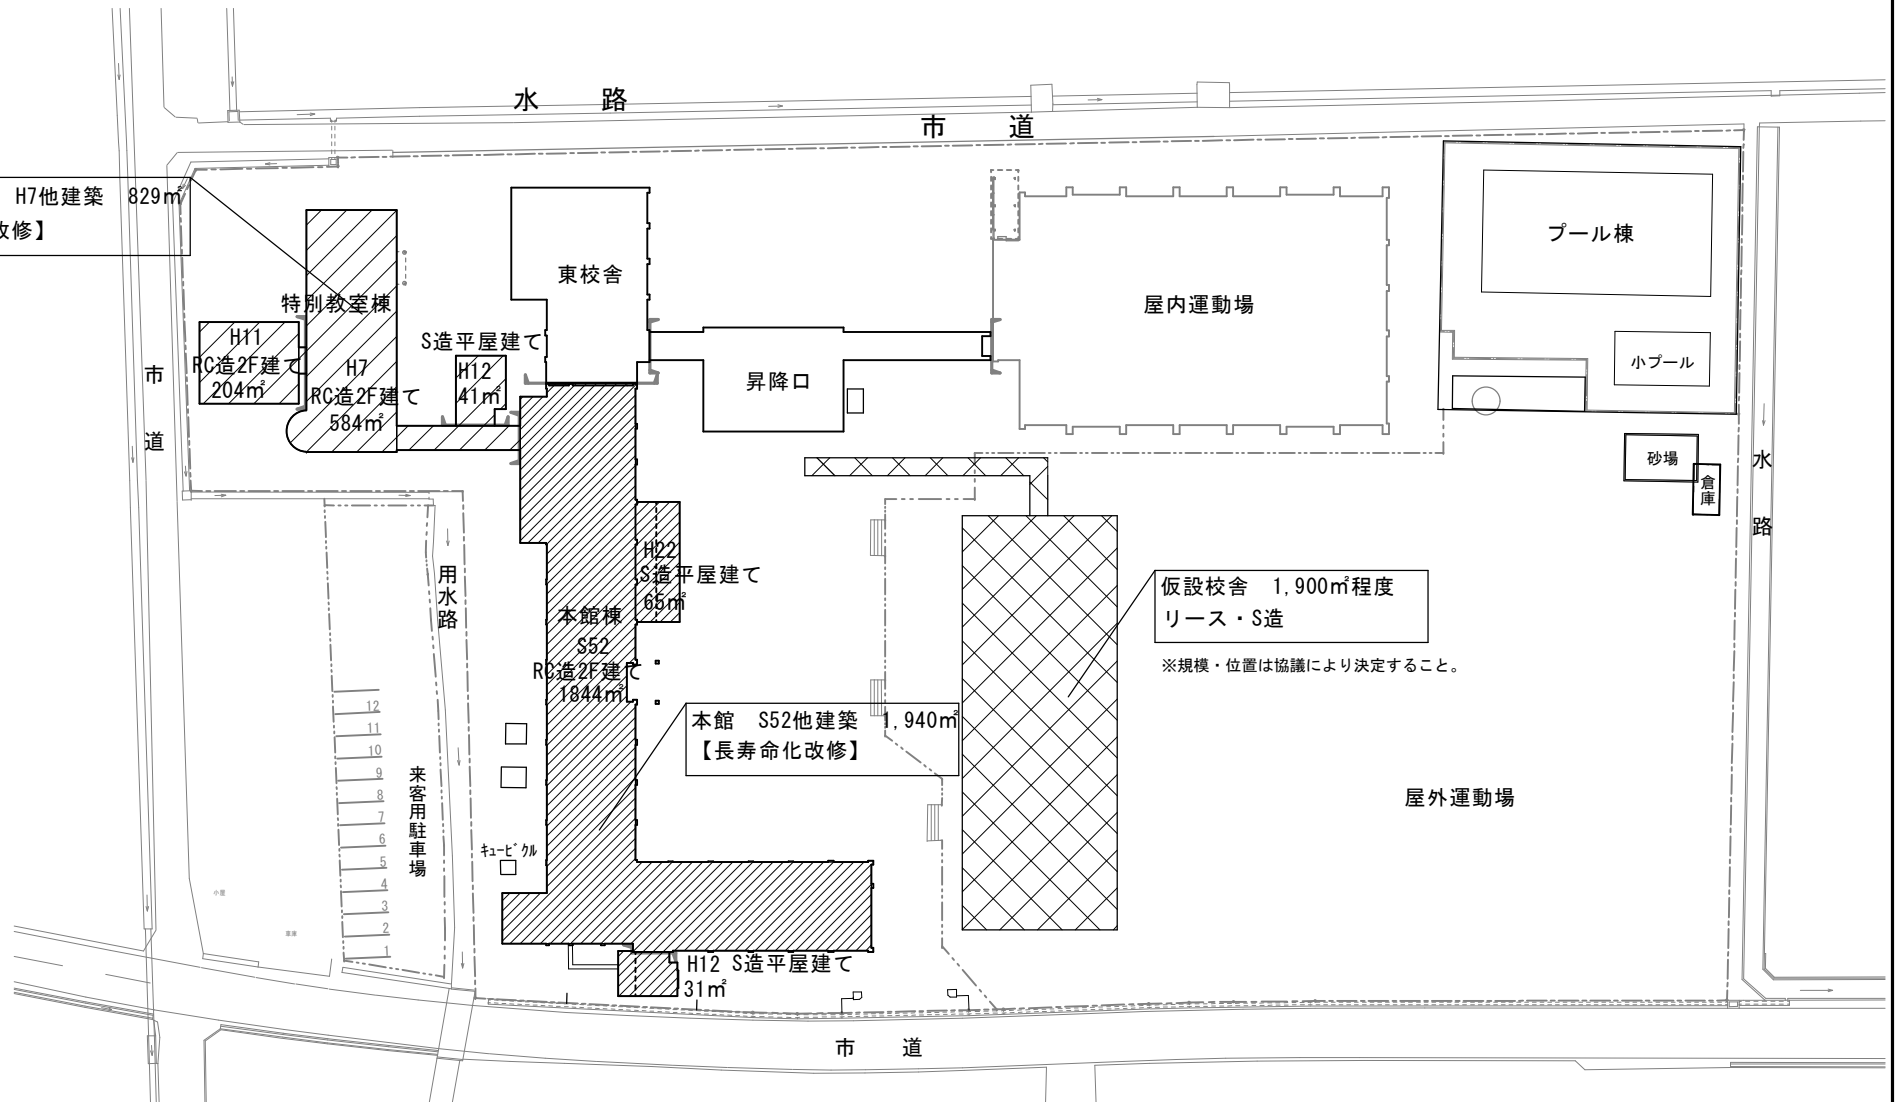 水　路
市　道
H7他建築　829㎡
改修】
東校舎
プール棟
特別教室棟
屋内運動場
S造平屋建て
H11
RC造2F建て
204㎡
H7
RC造2F建て
584㎡
H12
41㎡
昇降口
小プール
市　道
砂場
倉庫
水　路
H22
S造平屋建て
65㎡
用水路
本館棟
S52
RC造2F建て
1844㎡
仮設校舎　1,900㎡程度
リース・S造
※規模・位置は協議により決定すること。
本館　S52他建築　1,940㎡
【長寿命化改修】
12
11
10
9
8
7
6
5
4
3
2
1
来客用駐車場
屋外運動場
ｷｭｰﾋﾞｸﾙ
H12 S造平屋建て
31㎡
市　道